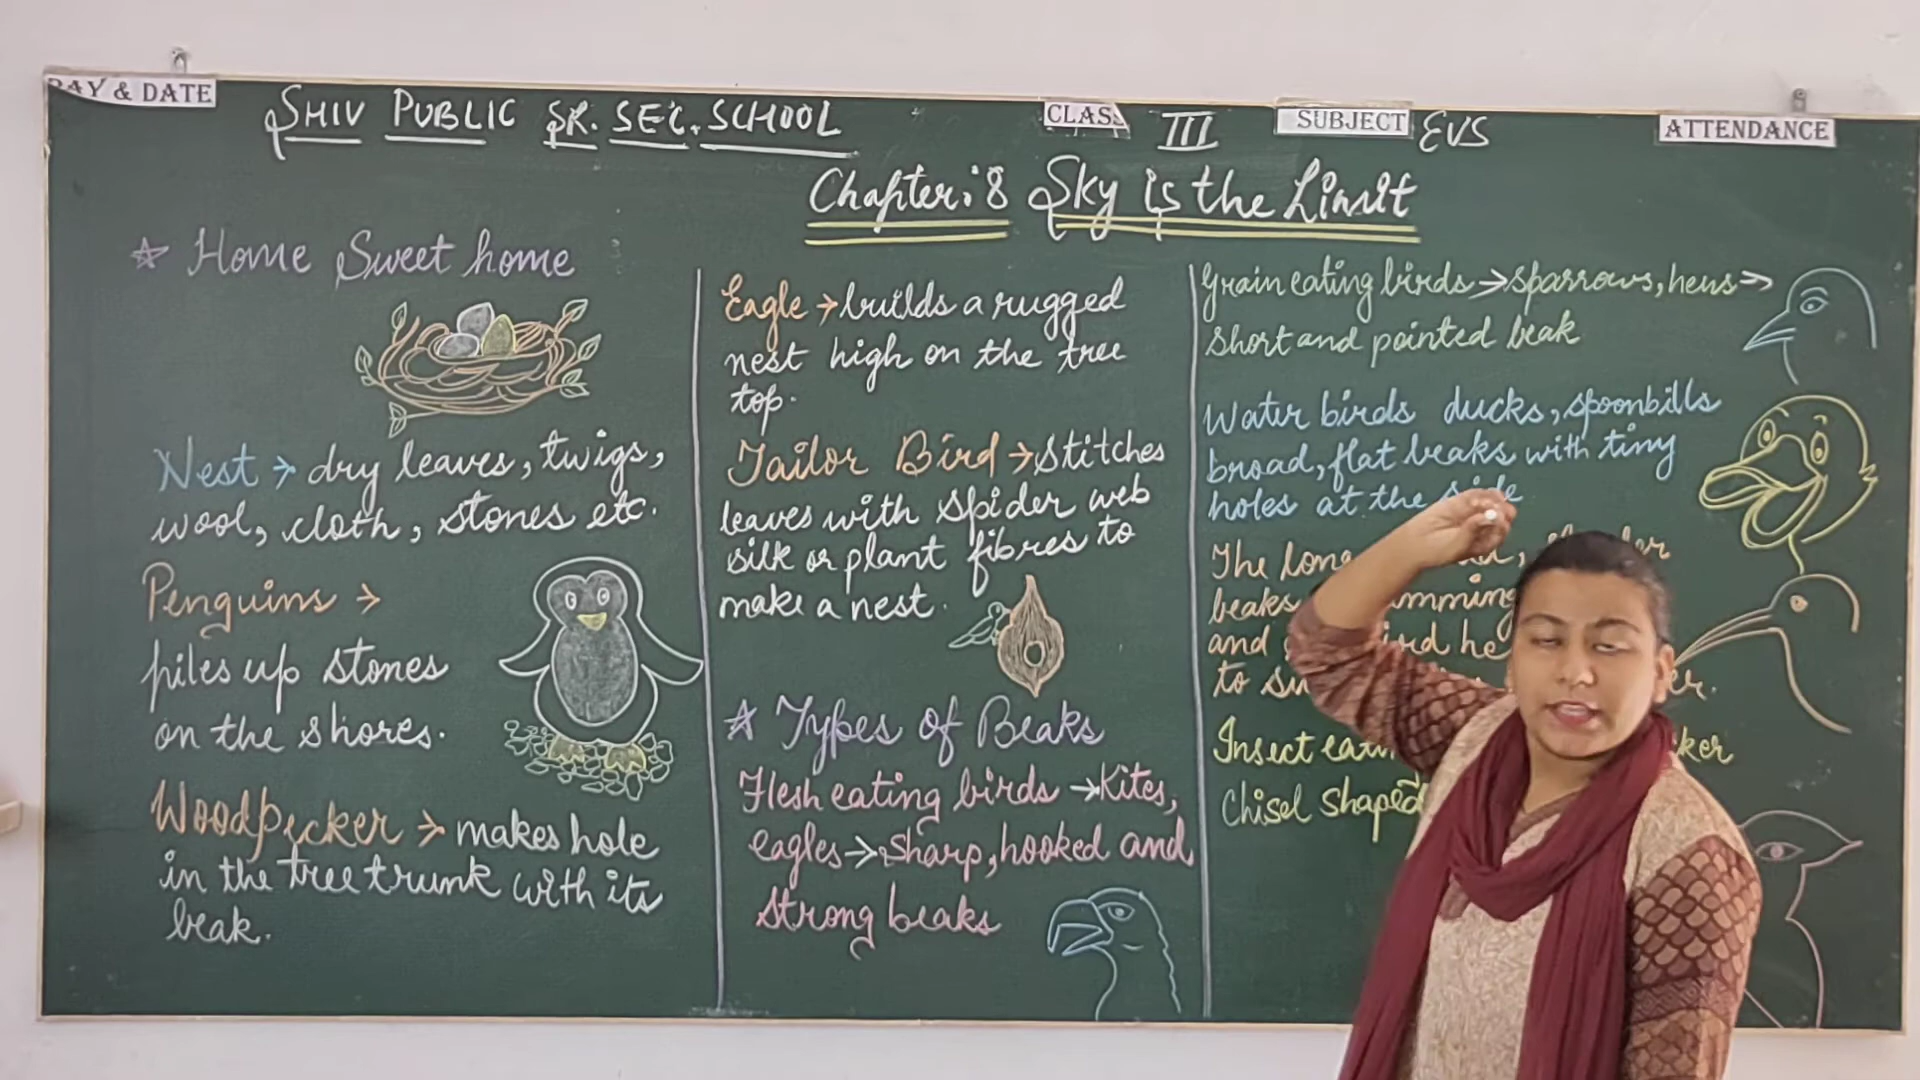 DAY & DATE
SHIV PUBLIC SR. SEC. SCHOOL
CLASS III
SUBJECT EVS
ATTENDANCE
Chapter:8 Sky is the Limit
☆ Home Sweet home
Nest → dry leaves, twigs,
wool, cloth, stones etc.
Penguins →
piles up stones
on the shores.
Woodpecker → makes hole
in the tree trunk with its
beak.
Eagle → builds a rugged
nest high on the tree
top.
Tailor Bird → stitches
leaves with spider web
silk or plant fibres to
make a nest.
☆ Types of Beaks
Flesh eating birds → Kites,
eagles → sharp, hooked and
strong beaks
Grain eating birds → sparrows, hens →
short and pointed beak
Water birds ducks, spoonbills
broad, flat beaks with tiny
holes at the side
The long
beaks
and
to
Insect
Chisel shaped